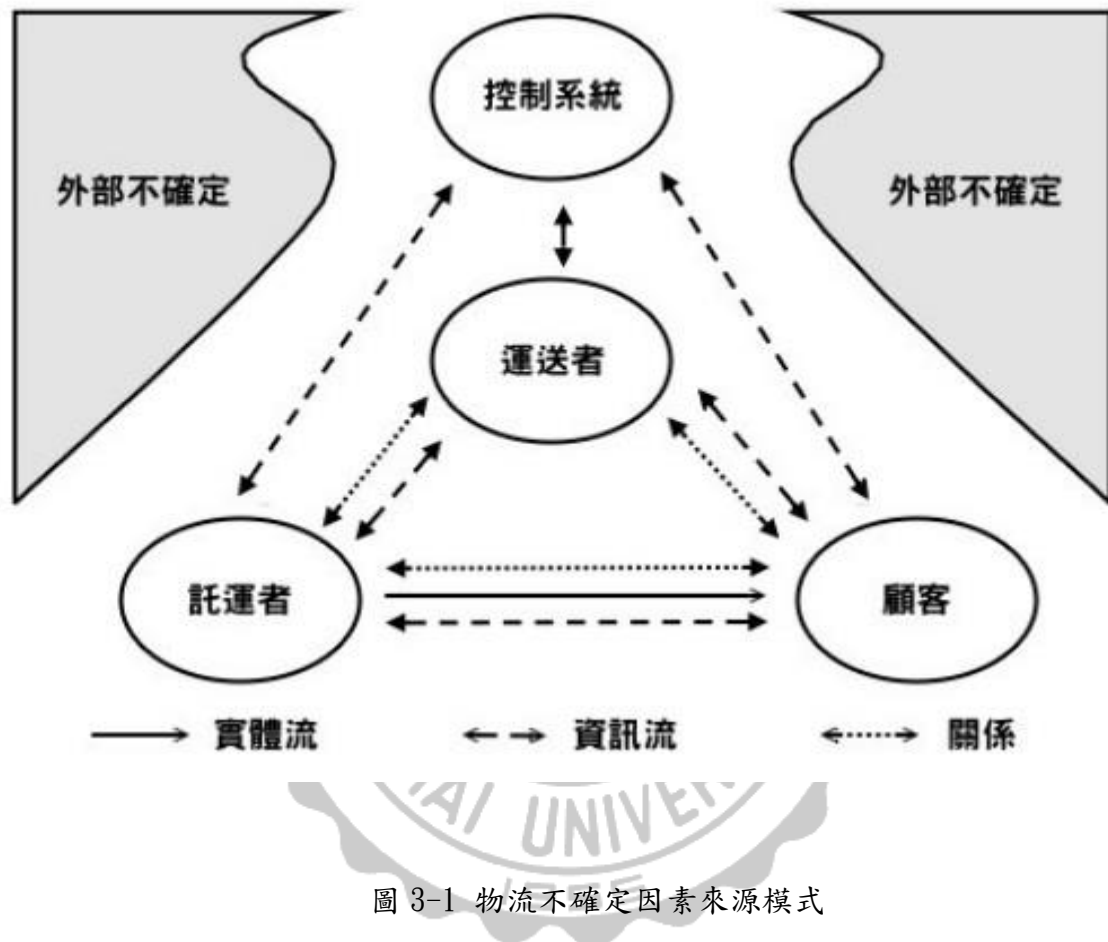 控制系統
外部不確定
外部不確定
運送者
託運者
顧客
實體流
資訊流
關係
UNIVER
圖 3-1 物流不確定因素來源模式